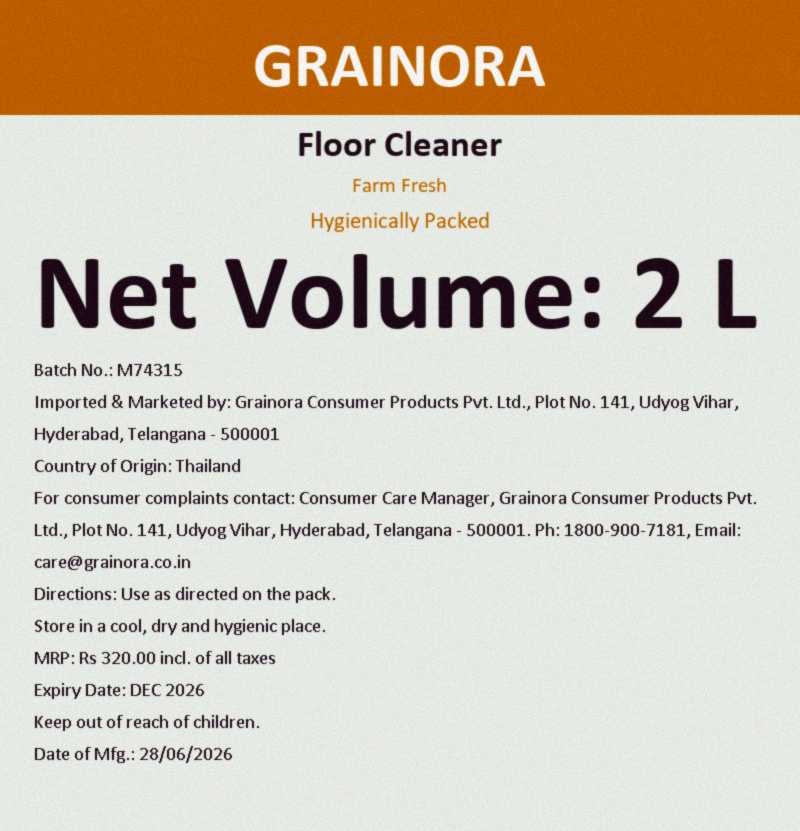 GRAINORA
Floor Cleaner
Farm Fresh
Hygienically Packed
Net Volume: 2 L
Batch No.: M74315
Imported & Marketed by: Grainora Consumer Products Pvt. Ltd., Plot No. 141, Udyog Vihar,
Hyderabad, Telangana - 500001
Country of Origin: Thailand
For consumer complaints contact: Consumer Care Manager, Grainora Consumer Products Pvt.
Ltd., Plot No. 141, Udyog Vihar, Hyderabad, Telangana - 500001. Ph: 1800-900-7181, Email:
care@grainora.co.in
Directions: Use as directed on the pack.
Store in a cool, dry and hygienic place.
MRP: Rs 320.00 incl. of all taxes
Expiry Date: DEC 2026
Keep out of reach of children.
Date of Mfg.: 28/06/2026